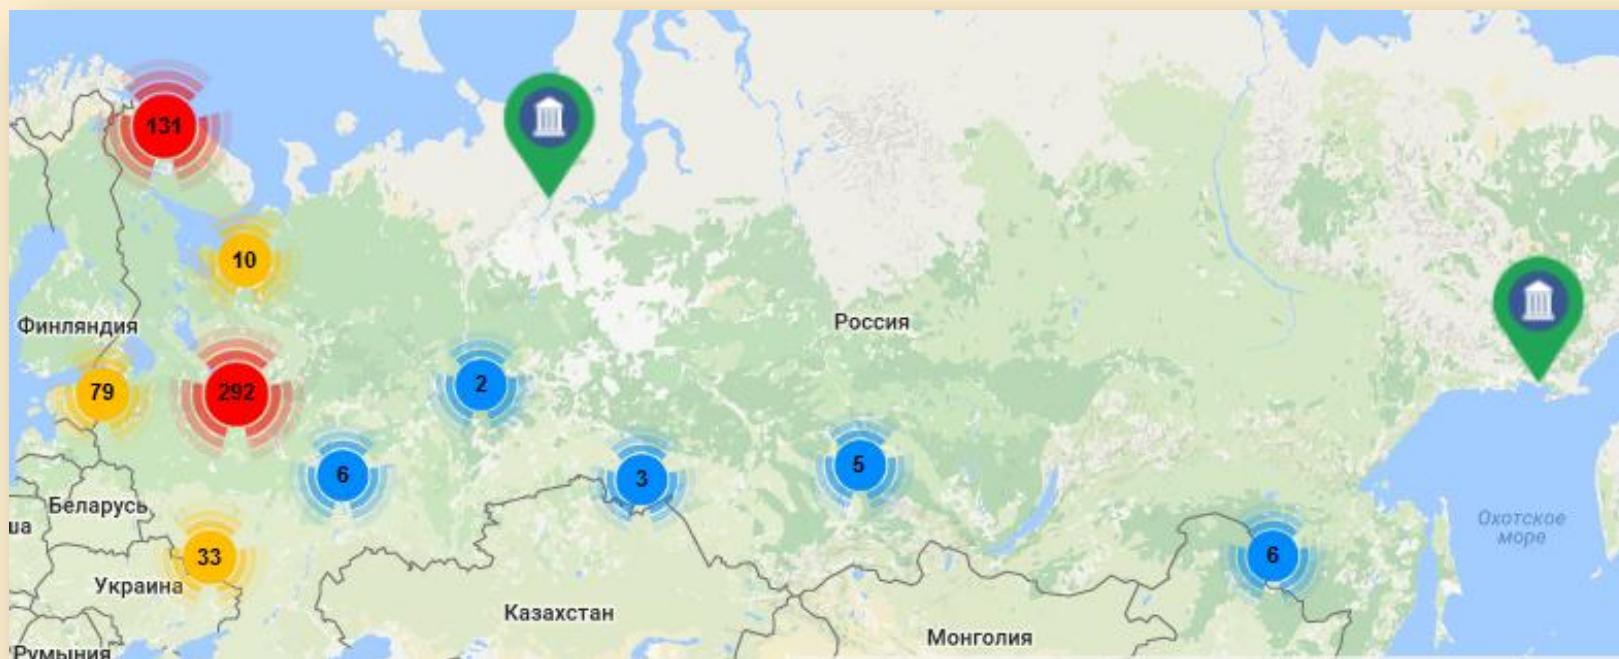 131
10
Финляндия
Россия
79
292
2
6
3
5
Беларусь
ша
Охотское
море
33
6
Украина
Казахстан
Монголия
Румыния